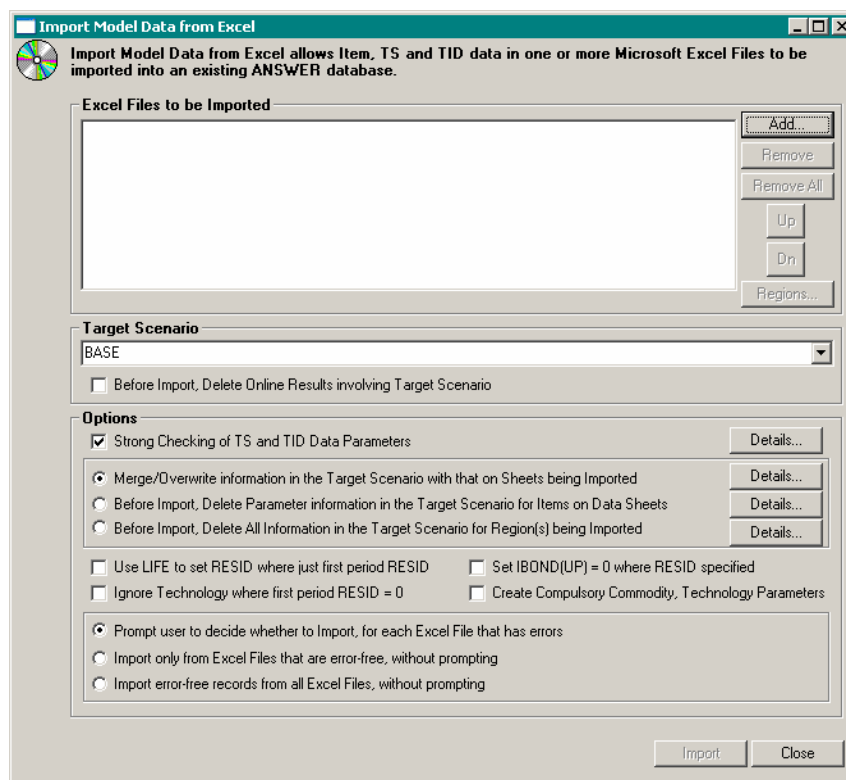 Import Model Data from Excel
Import Model Data from Excel allows Item, TS and TID data in one or more Microsoft Excel Files to be
imported into an existing ANSWER database.
Excel Files to be Imported
Add...
Remove
Remove All
Up
Dn
Regions...
Target Scenario
BASE
Before Import, Delete Online Results involving Target Scenario
Options
Strong Checking of TS and TID Data Parameters
Details...
Merge/Overwrite information in the Target Scenario with that on Sheets being Imported
Details...
Before Import, Delete Parameter information in the Target Scenario for Items on Data Sheets
Details...
Before Import, Delete All Information in the Target Scenario for Region(s) being Imported
Details...
Use LIFE to set RESID where just first period RESID
Set IBOND(UP) = 0 where RESID specified
Ignore Technology where first period RESID = 0
Create Compulsory Commodity, Technology Parameters
Prompt user to decide whether to Import, for each Excel File that has errors
Import only from Excel Files that are error-free, without prompting
Import error-free records from all Excel Files, without prompting
Import
Close